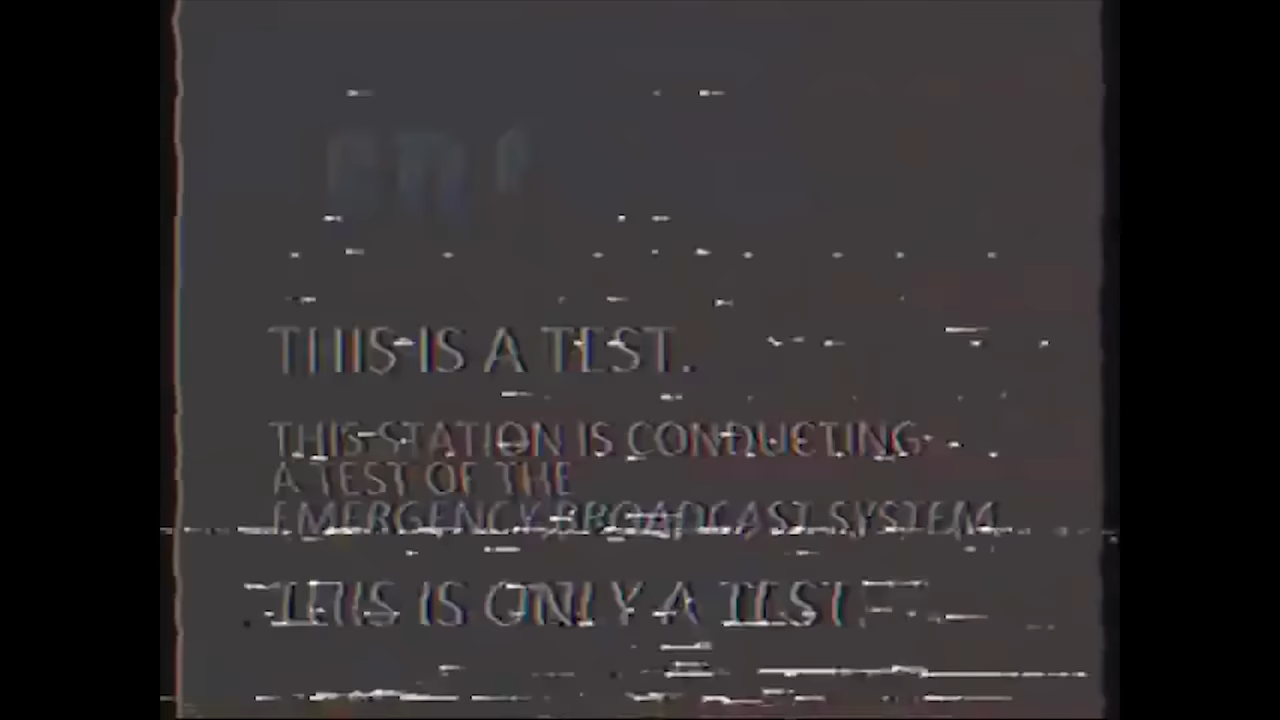 THIS IS A TEST.
THIS STATION IS CONDUCTING
A TEST OF THE
EMERGENCY BROADCAST SYSTEM
THIS IS ONLY A TEST.